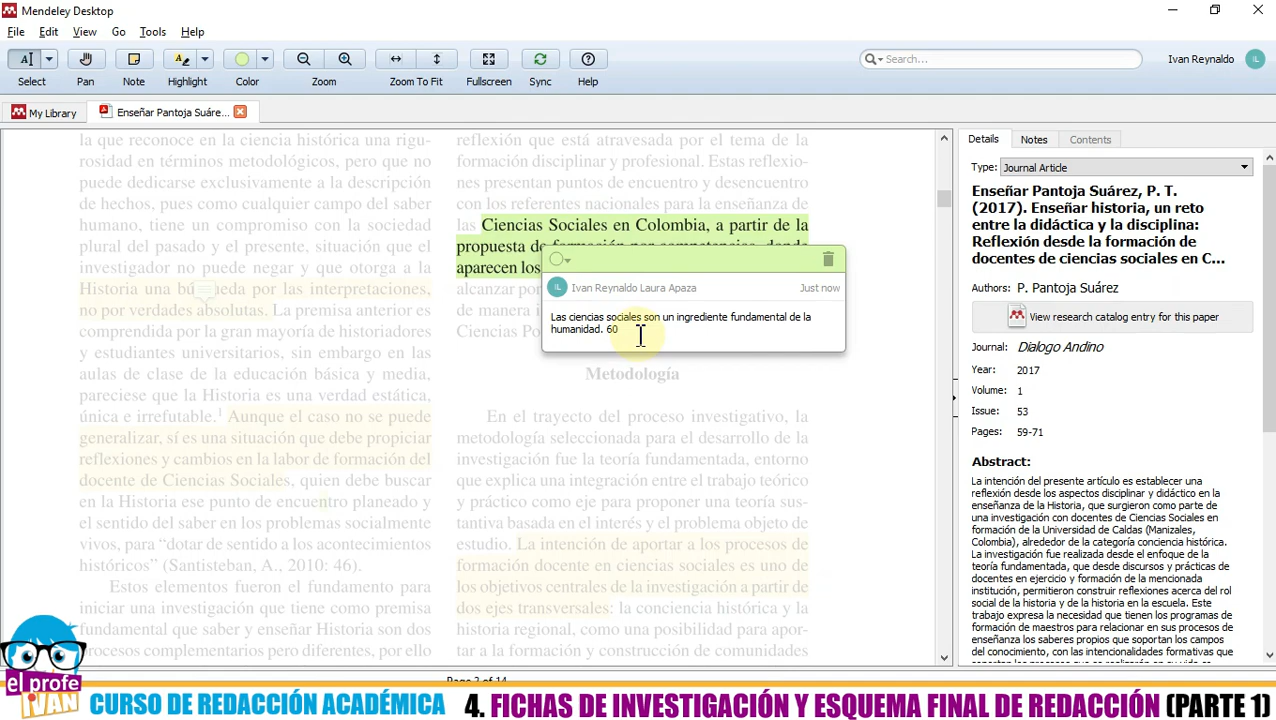 Mendeley Desktop
File Edit View Go Tools Help
Select Pan Note Highlight Color Zoom Zoom To Fit Fullscreen Sync Help
Search...
Ivan Reynaldo IL
My Library Enseñar Pantoja Suáre...
la que reconoce en la ciencia histórica una rigu-
rosidad en términos metodológicos, pero que no
puede dedicarse exclusivamente a la descripción
de hechos, pues como cualquier campo del saber
humano, tiene un compromiso con la sociedad
plural del pasado y el presente, situación que el
investigador no puede negar y que otorga a la
Historia una búsqueda por las interpretaciones,
no por verdades absolutas. La premisa anterior es
comprendida por la gran mayoría de historiadores
y estudiantes universitarios, sin embargo en las
aulas de clase de la educación básica y media,
pareciese que la Historia es una verdad estática,
única e irrefutable.¹ Aunque el caso no se puede
generalizar, sí es una situación que debe propiciar
reflexiones y cambios en la labor de formación del
docente de Ciencias Sociales, quien debe buscar
en la Historia ese punto de encuentro planeado y
el sentido del saber en los problemas socialmente
vivos, para “dotar de sentido a los acontecimientos
históricos” (Santisteban, A., 2010: 46).
Estos elementos fueron el fundamento para
iniciar una investigación que tiene como premisa
fundamental que saber y enseñar Historia son dos
procesos complementarios pero diferentes, por ello
reflexión que está atravesada por el tema de la
formación disciplinar y profesional. Estas reflexio-
nes presentan puntos de encuentro y desencuentro
con los referentes nacionales para la enseñanza de
las Ciencias Sociales en Colombia, a partir de la
propuesta de formación por competencias, donde
aparecen los
alcanzar por
de manera i
Ciencias Po
IL Ivan Reynaldo Laura Apaza Just now
Las ciencias sociales son un ingrediente fundamental de la
humanidad. 60
Metodología
En el trayecto del proceso investigativo, la
metodología seleccionada para el desarrollo de la
investigación fue la teoría fundamentada, entorno
que explica una integración entre el trabajo teórico
y práctico como eje para proponer una teoría sus-
tantiva basada en el interés y el problema objeto de
estudio. La intención de aportar a los procesos de
formación docente en ciencias sociales es uno de
los objetivos centrales de la investigación a partir de
dos ejes transversales: la conciencia histórica y la
historia regional, como una posibilidad para apor-
tar a la formación y construcción de identidades
Details Notes Contents
Type: Journal Article
Enseñar Pantoja Suárez, P. T.
(2017). Enseñar historia, un reto
entre la didáctica y la disciplina:
Reflexión desde la formación de
docentes de ciencias sociales en C...
Authors: P. Pantoja Suárez
View research catalog entry for this paper
Journal: Dialogo Andino
Year: 2017
Volume: 1
Issue: 53
Pages: 59-71
Abstract:
La intención del presente artículo es establecer una
reflexión desde los aspectos disciplinar y didáctico en la
enseñanza de la Historia, que surgieron como parte de
una investigación con docentes de Ciencias Sociales en
formación de la Universidad de Caldas (Manizales,
Colombia), alrededor de la categoría conciencia histórica.
La investigación fue realizada desde el enfoque de la
teoría fundamentada, que desde discursos y prácticas de
docentes en ejercicio y formación de la mencionada
institución, permitieron construir reflexiones acerca del rol
social de la historia y de la historia en la escuela. Este
trabajo expresa la necesidad que tienen los programas de
formación de maestros para relacionar en sus procesos de
enseñanza los saberes propios que soportan los campos
del conocimiento, con las intencionalidades formativas que
el profe
IVAN
CURSO DE REDACCIÓN ACADÉMICA 4. FICHAS DE INVESTIGACIÓN Y ESQUEMA FINAL DE REDACCIÓN (PARTE 1)